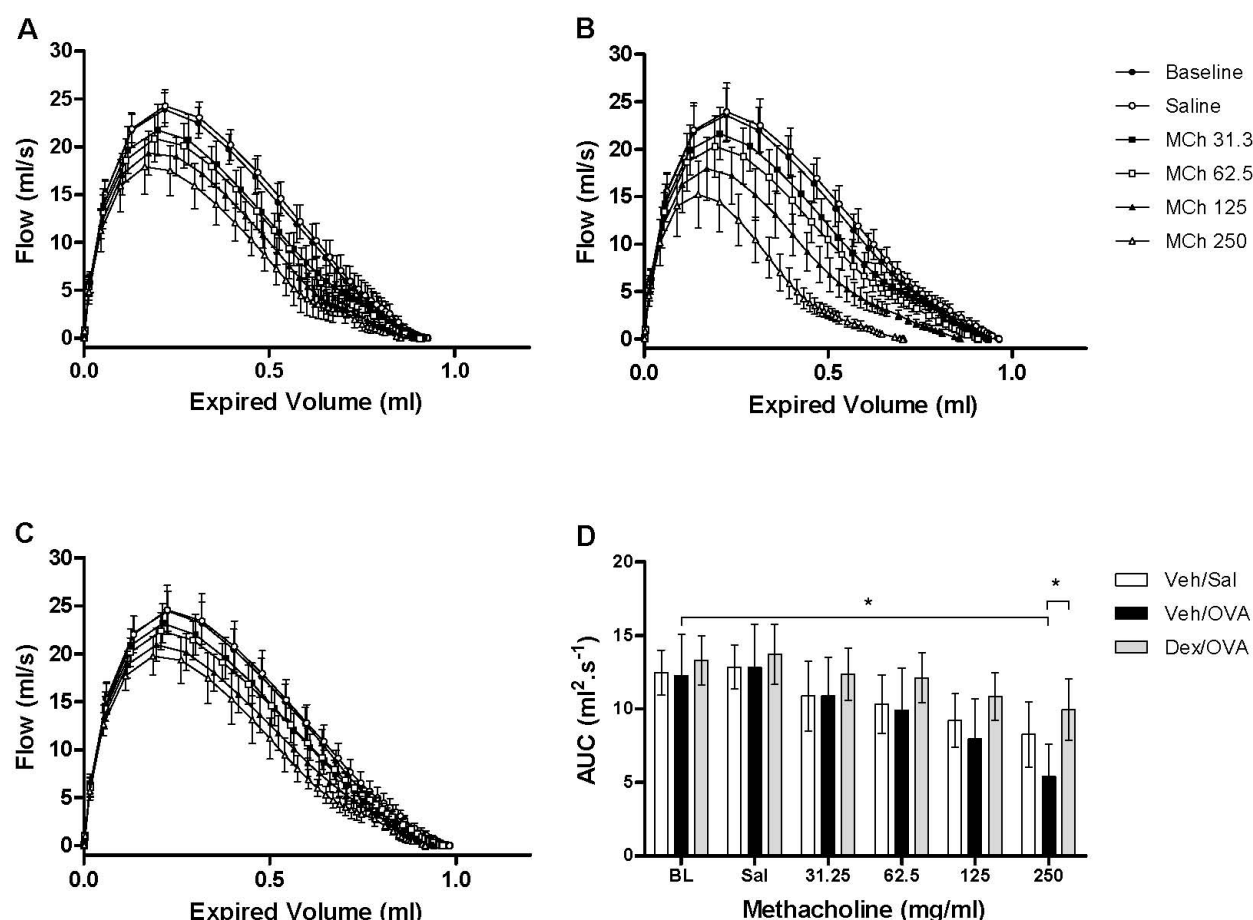 A
30
25
20
15
10
5
0
Flow (ml/s)
0.0 0.5 1.0
Expired Volume (ml)
B
30
25
20
15
10
5
0
Flow (ml/s)
0.0 0.5 1.0
Expired Volume (ml)
Baseline
Saline
MCh 31.3
MCh 62.5
MCh 125
MCh 250
C
30
25
20
15
10
5
0
Flow (ml/s)
0.0 0.5 1.0
Expired Volume (ml)
D
20
15
10
5
0
AUC (ml².s⁻¹)
* *
BL Sal 31.25 62.5 125 250
Methacholine (mg/ml)
Veh/Sal
Veh/OVA
Dex/OVA